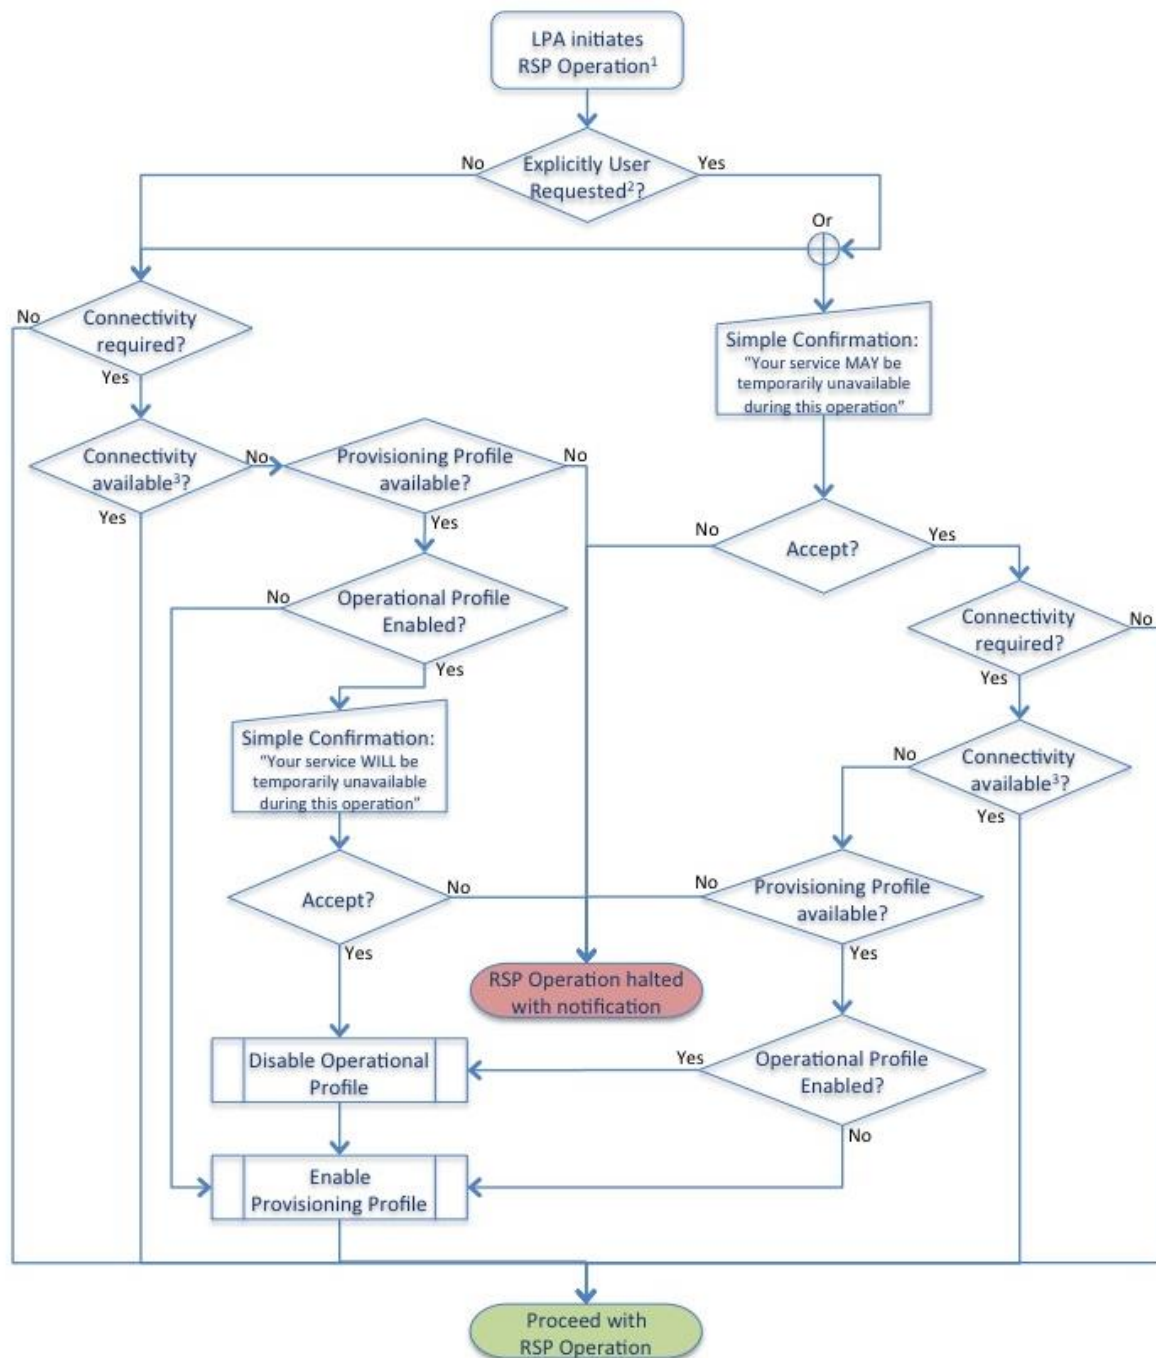 LPA initiates
RSP Operation¹
No
Explicitly User
Requested²?
Yes
Or
No
Connectivity
required?
Yes
Simple Confirmation:
“Your service MAY be
temporarily unavailable
during this operation”
Connectivity
available³?
No
Yes
Provisioning Profile
available?
No
Yes
No
Accept?
Yes
No
Operational Profile
Enabled?
Yes
Connectivity
required?
No
Yes
Simple Confirmation:
“Your service WILL be
temporarily unavailable
during this operation”
No
Connectivity
available³?
Yes
Accept?
No
Yes
No
Provisioning Profile
available?
Yes
RSP Operation halted
with notification
Disable Operational
Profile
Yes
Operational Profile
Enabled?
No
Enable
Provisioning Profile
Proceed with
RSP Operation